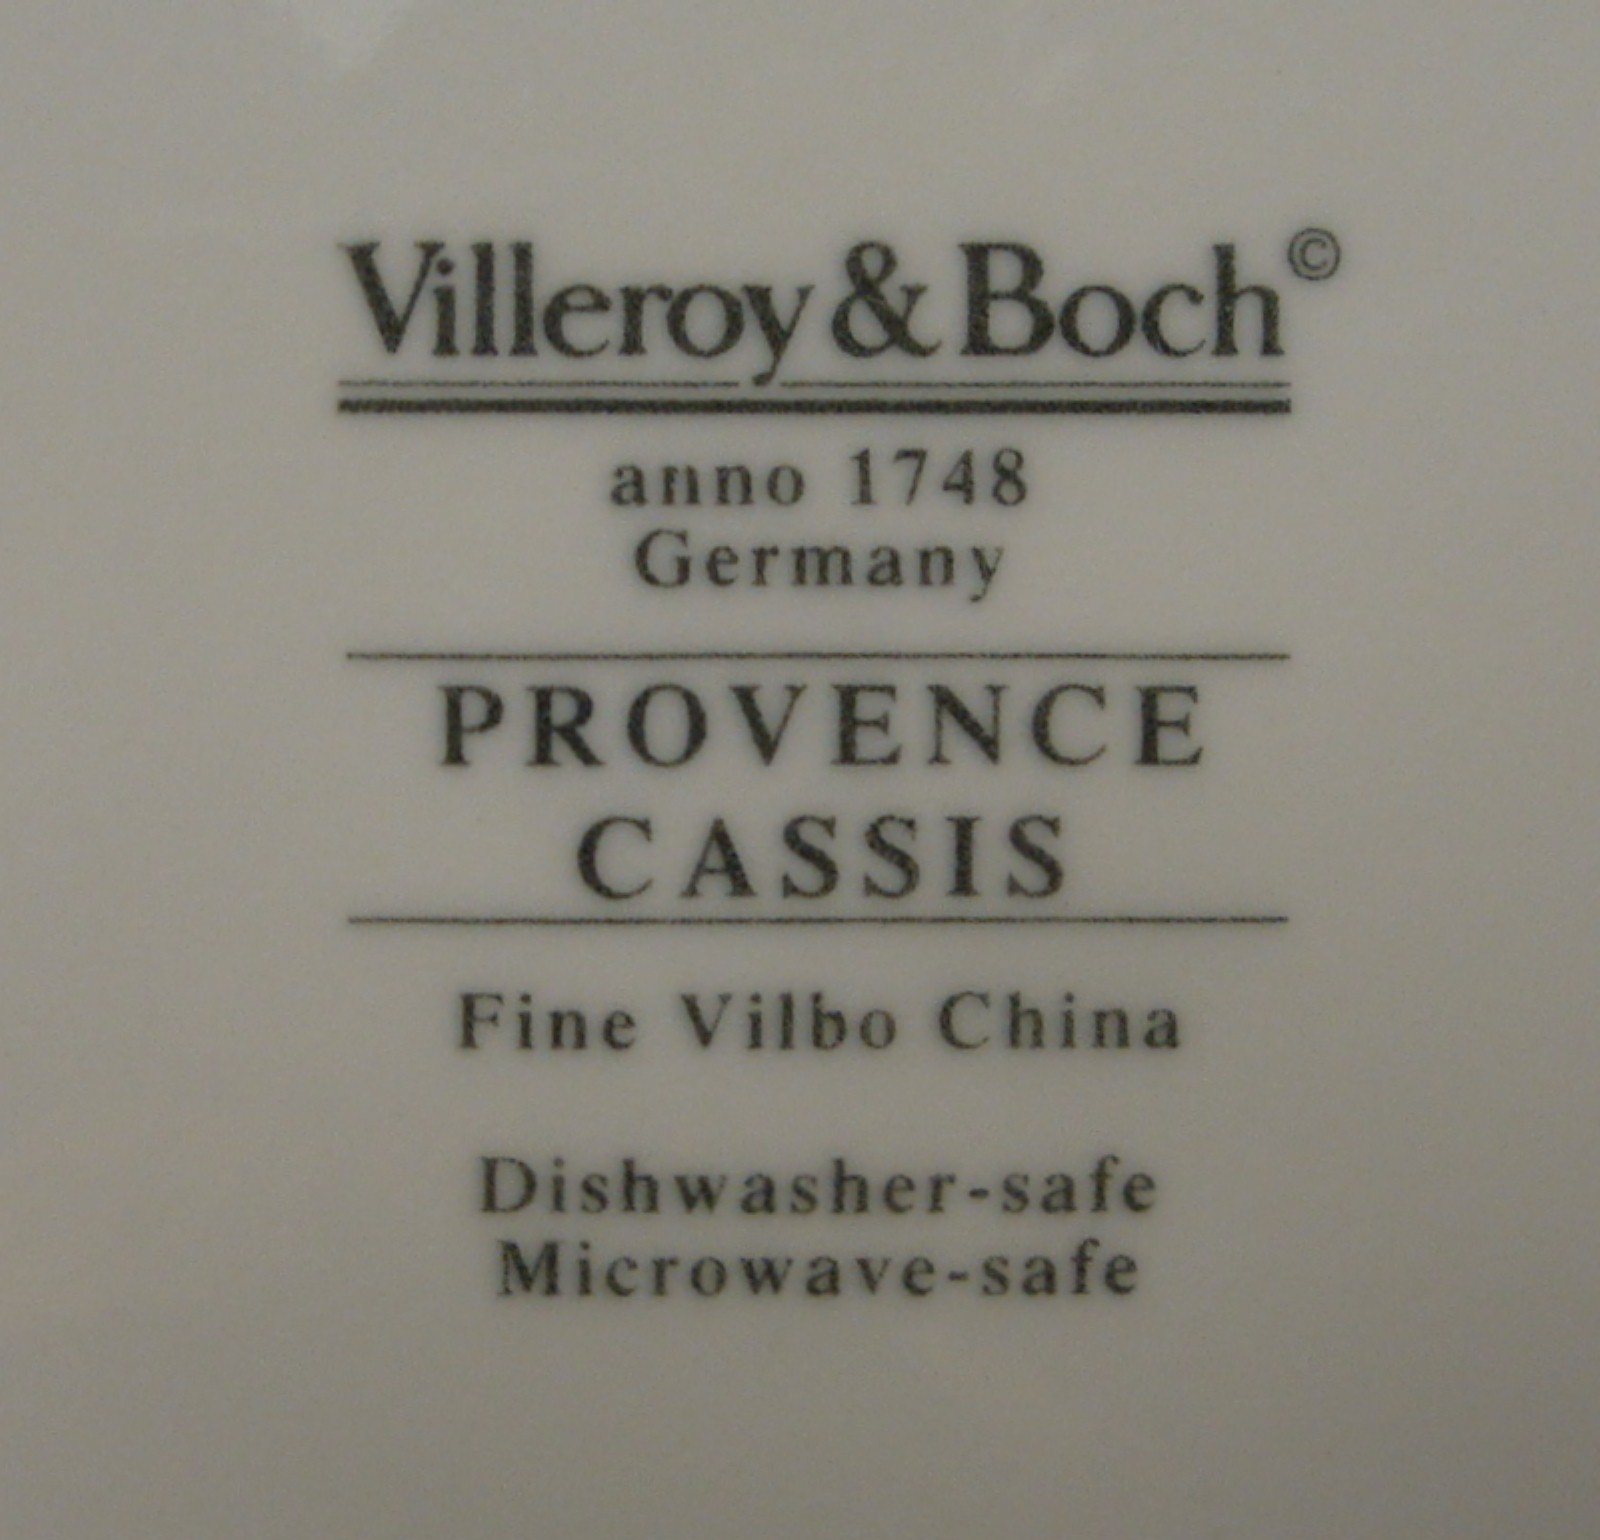 Villeroy & Boch©
anno 1748
Germany
PROVENCE
CASSIS
Fine Vilbo China
Dishwasher-safe
Microwave-safe